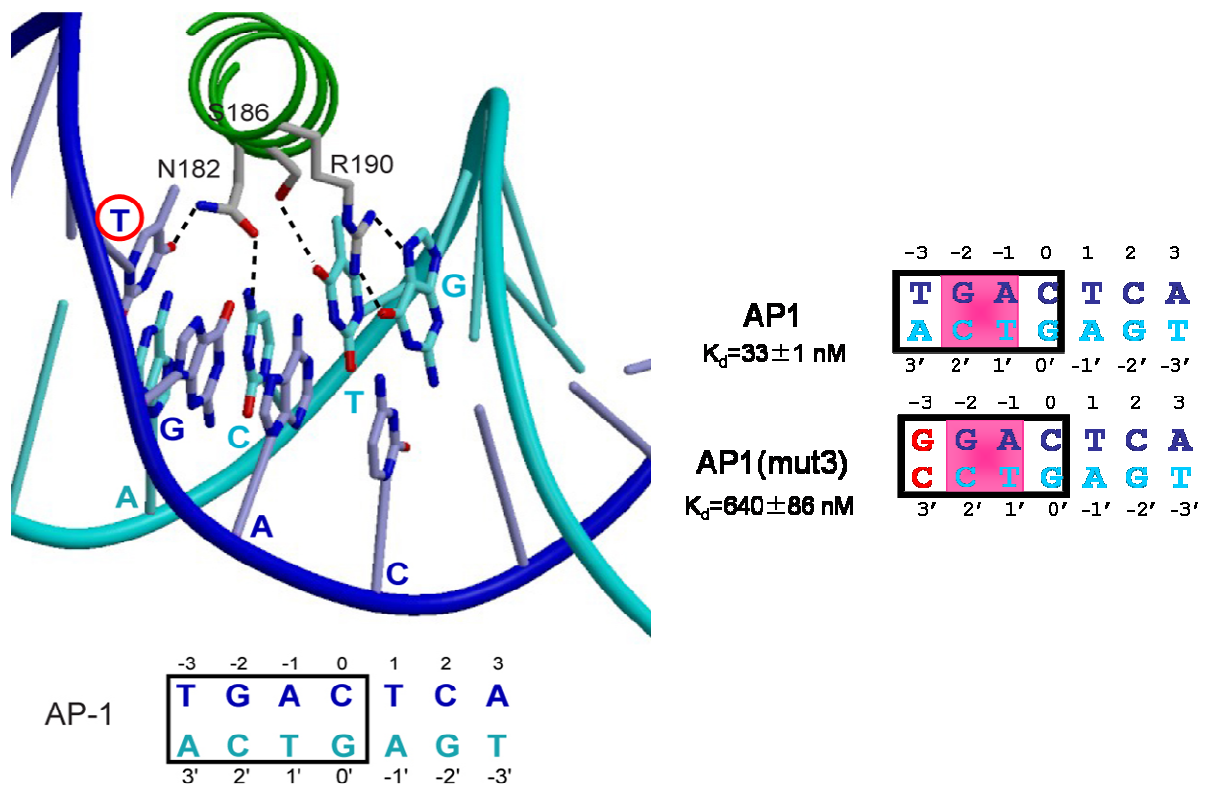 S186
N182
R190
T
G
G
C
T
A
A
C
-3 -2 -1 0 1 2 3
T G A C T C A
AP-1
A C T G A G T
3' 2' 1' 0' -1' -2' -3'
-3 -2 -1 0 1 2 3
T G A C T C A
AP1
A C T G A G T
Kd=33±1 nM
3′ 2′ 1′ 0′ -1′ -2′ -3′
-3 -2 -1 0 1 2 3
G G A C T C A
AP1(mut3)
C C T G A G T
Kd=640±86 nM
3′ 2′ 1′ 0′ -1′ -2′ -3′